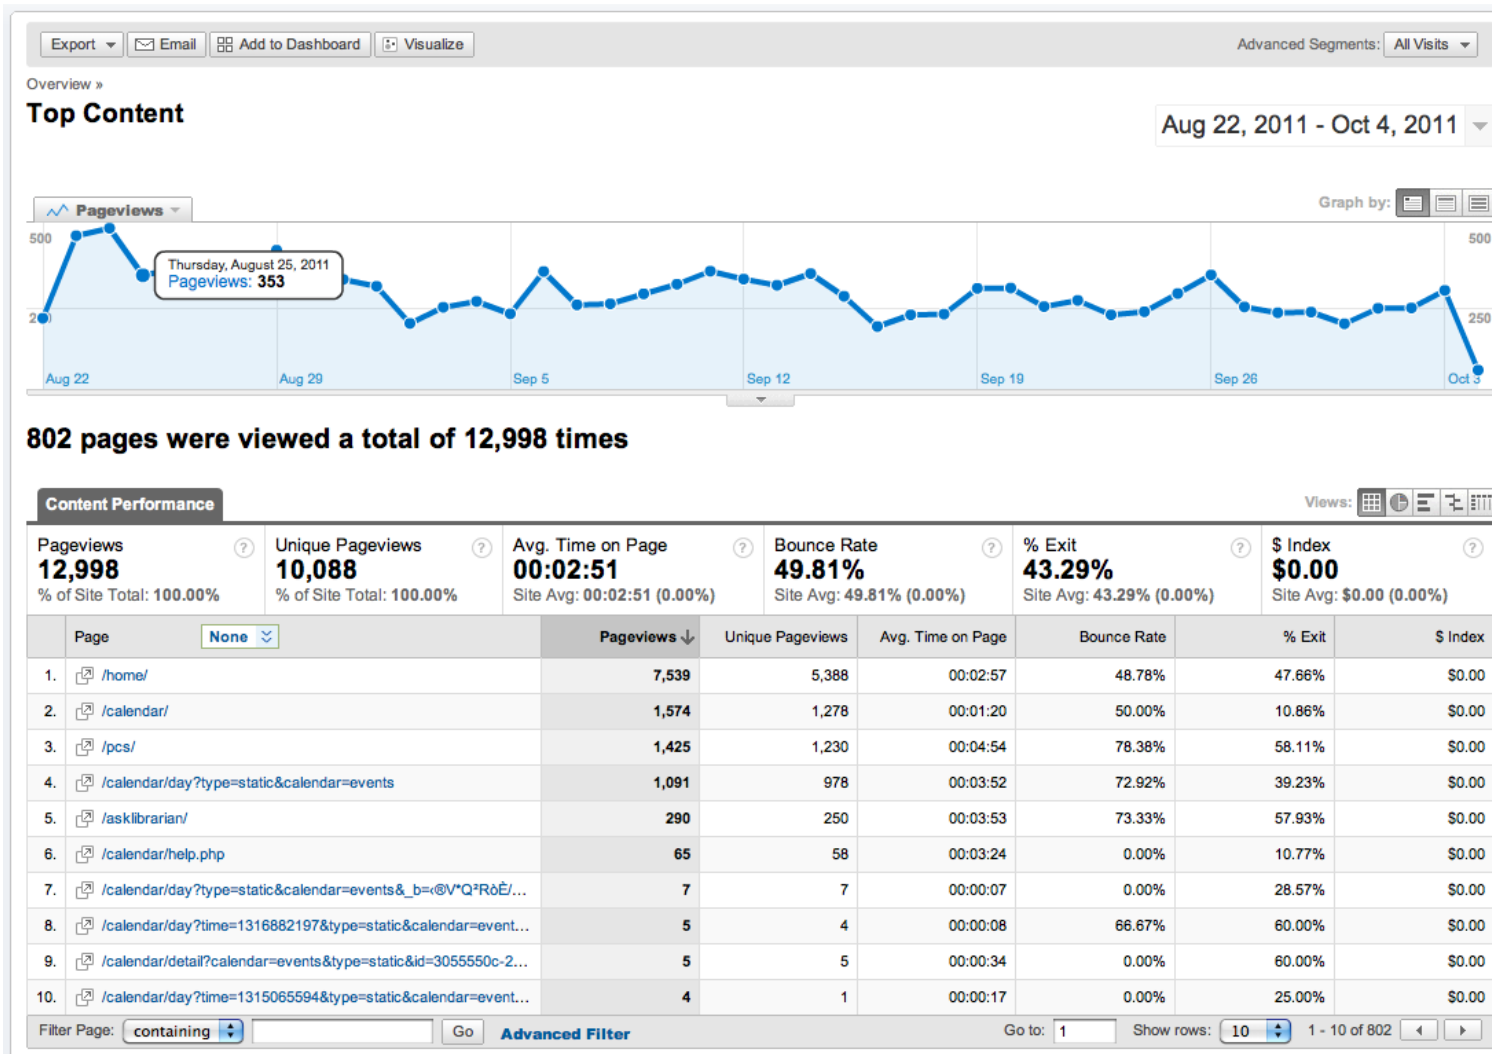 Export Email Add to Dashboard Visualize Advanced Segments: All Visits
Overview »
Top Content
Aug 22, 2011 - Oct 4, 2011
Pageviews Graph by:
500 500
Thursday, August 25, 2011
Pageviews: 353
250
Aug 22 Aug 29 Sep 5 Sep 12 Sep 19 Sep 26 Oct 3
802 pages were viewed a total of 12,998 times
Content Performance Views:
Pageviews ? Unique Pageviews ? Avg. Time on Page ? Bounce Rate ? % Exit ? $ Index ?
12,998 10,088 00:02:51 49.81% 43.29% $0.00
% of Site Total: 100.00% % of Site Total: 100.00% Site Avg: 00:02:51 (0.00%) Site Avg: 49.81% (0.00%) Site Avg: 43.29% (0.00%) Site Avg: $0.00 (0.00%)
Page None Pageviews Unique Pageviews Avg. Time on Page Bounce Rate % Exit $ Index
1. /home/ 7,539 5,388 00:02:57 48.78% 47.66% $0.00
2. /calendar/ 1,574 1,278 00:01:20 50.00% 10.86% $0.00
3. /pcs/ 1,425 1,230 00:04:54 78.38% 58.11% $0.00
4. /calendar/day?type=static&calendar=events 1,091 978 00:03:52 72.92% 39.23% $0.00
5. /asklibrarian/ 290 250 00:03:53 73.33% 57.93% $0.00
6. /calendar/help.php 65 58 00:03:24 0.00% 10.77% $0.00
7. /calendar/day?type=static&calendar=events&_b=‹®V*Q²RòÈ/... 7 7 00:00:07 0.00% 28.57% $0.00
8. /calendar/day?time=1316882197&type=static&calendar=event... 5 4 00:00:08 66.67% 60.00% $0.00
9. /calendar/detail?calendar=events&type=static&id=3055550c-2... 5 5 00:00:34 0.00% 60.00% $0.00
10. /calendar/day?time=1315065594&type=static&calendar=event... 4 1 00:00:17 0.00% 25.00% $0.00
Filter Page: containing Go Advanced Filter Go to: 1 Show rows: 10 1 - 10 of 802